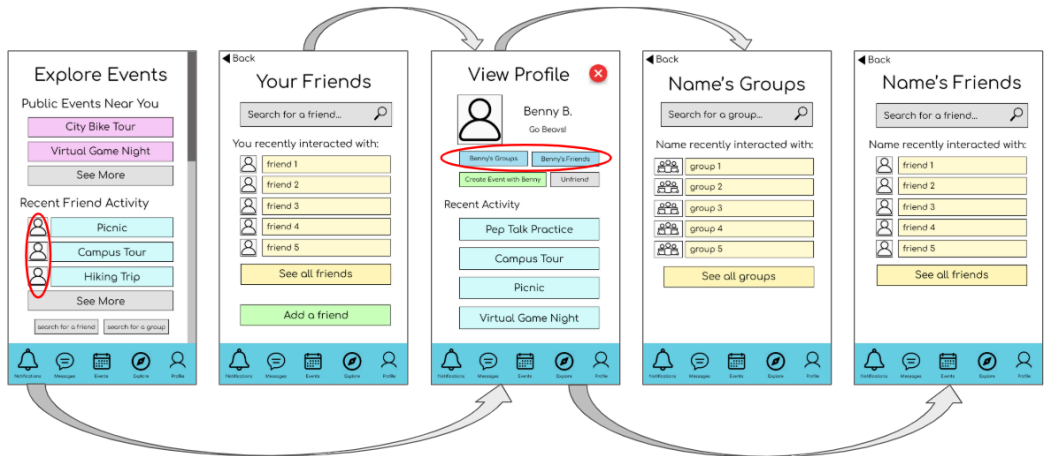 Explore Events
Public Events Near You
City Bike Tour
Virtual Game Night
See More
Recent Friend Activity
Picnic
Campus Tour
Hiking Trip
See More
search for a friend search for a group
Notifications Messages Events Explore Profile
Back
Your Friends
Search for a friend...
You recently interacted with:
friend 1
friend 2
friend 3
friend 4
friend 5
See all friends
Add a friend
Notifications Messages Events Explore Profile
View Profile
Benny B.
Go Beavs!
Benny's Groups Benny's Friends
Create Event with Benny Unfriend
Recent Activity
Pep Talk Practice
Campus Tour
Picnic
Virtual Game Night
Notifications Messages Events Explore Profile
Back
Name's Groups
Search for a group...
Name recently interacted with:
group 1
group 2
group 3
group 4
group 5
See all groups
Notifications Messages Events Explore Profile
Back
Name's Friends
Search for a friend...
Name recently interacted with:
friend 1
friend 2
friend 3
friend 4
friend 5
See all friends
Notifications Messages Events Explore Profile